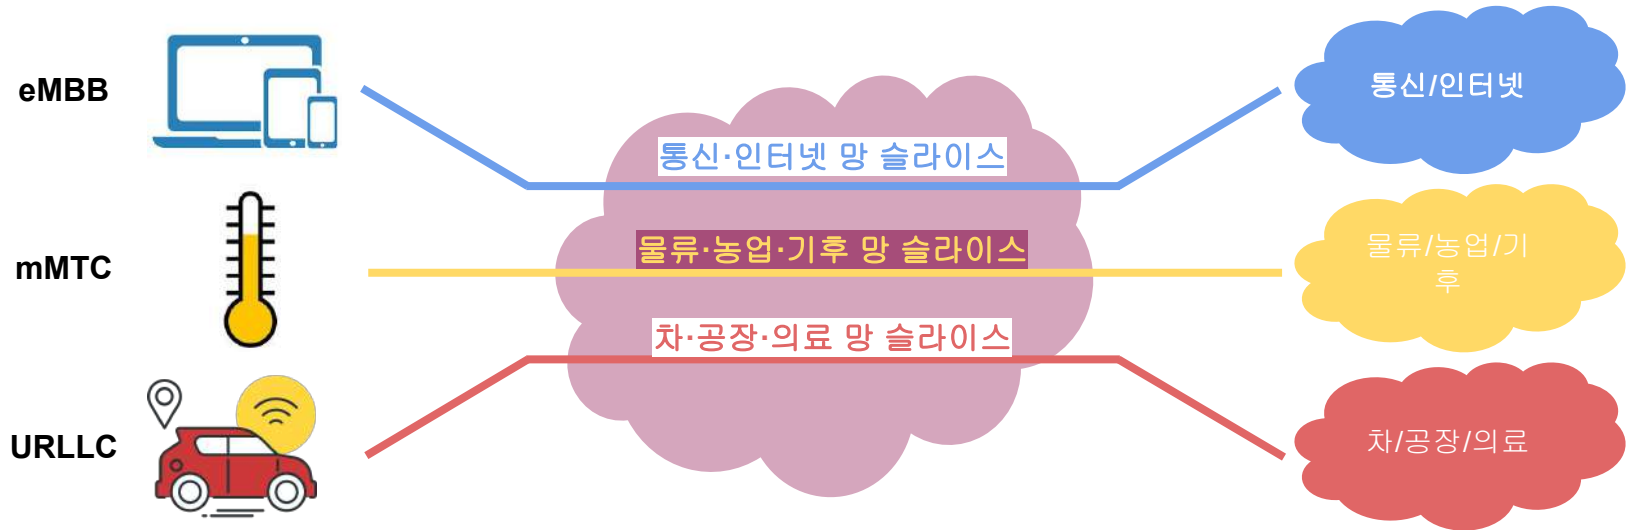 eMBB
통신·인터넷 망 슬라이스
통신/인터넷
mMTC
물류·농업·기후 망 슬라이스
물류/농업/기
후
URLLC
차·공장·의료 망 슬라이스
차/공장/의료